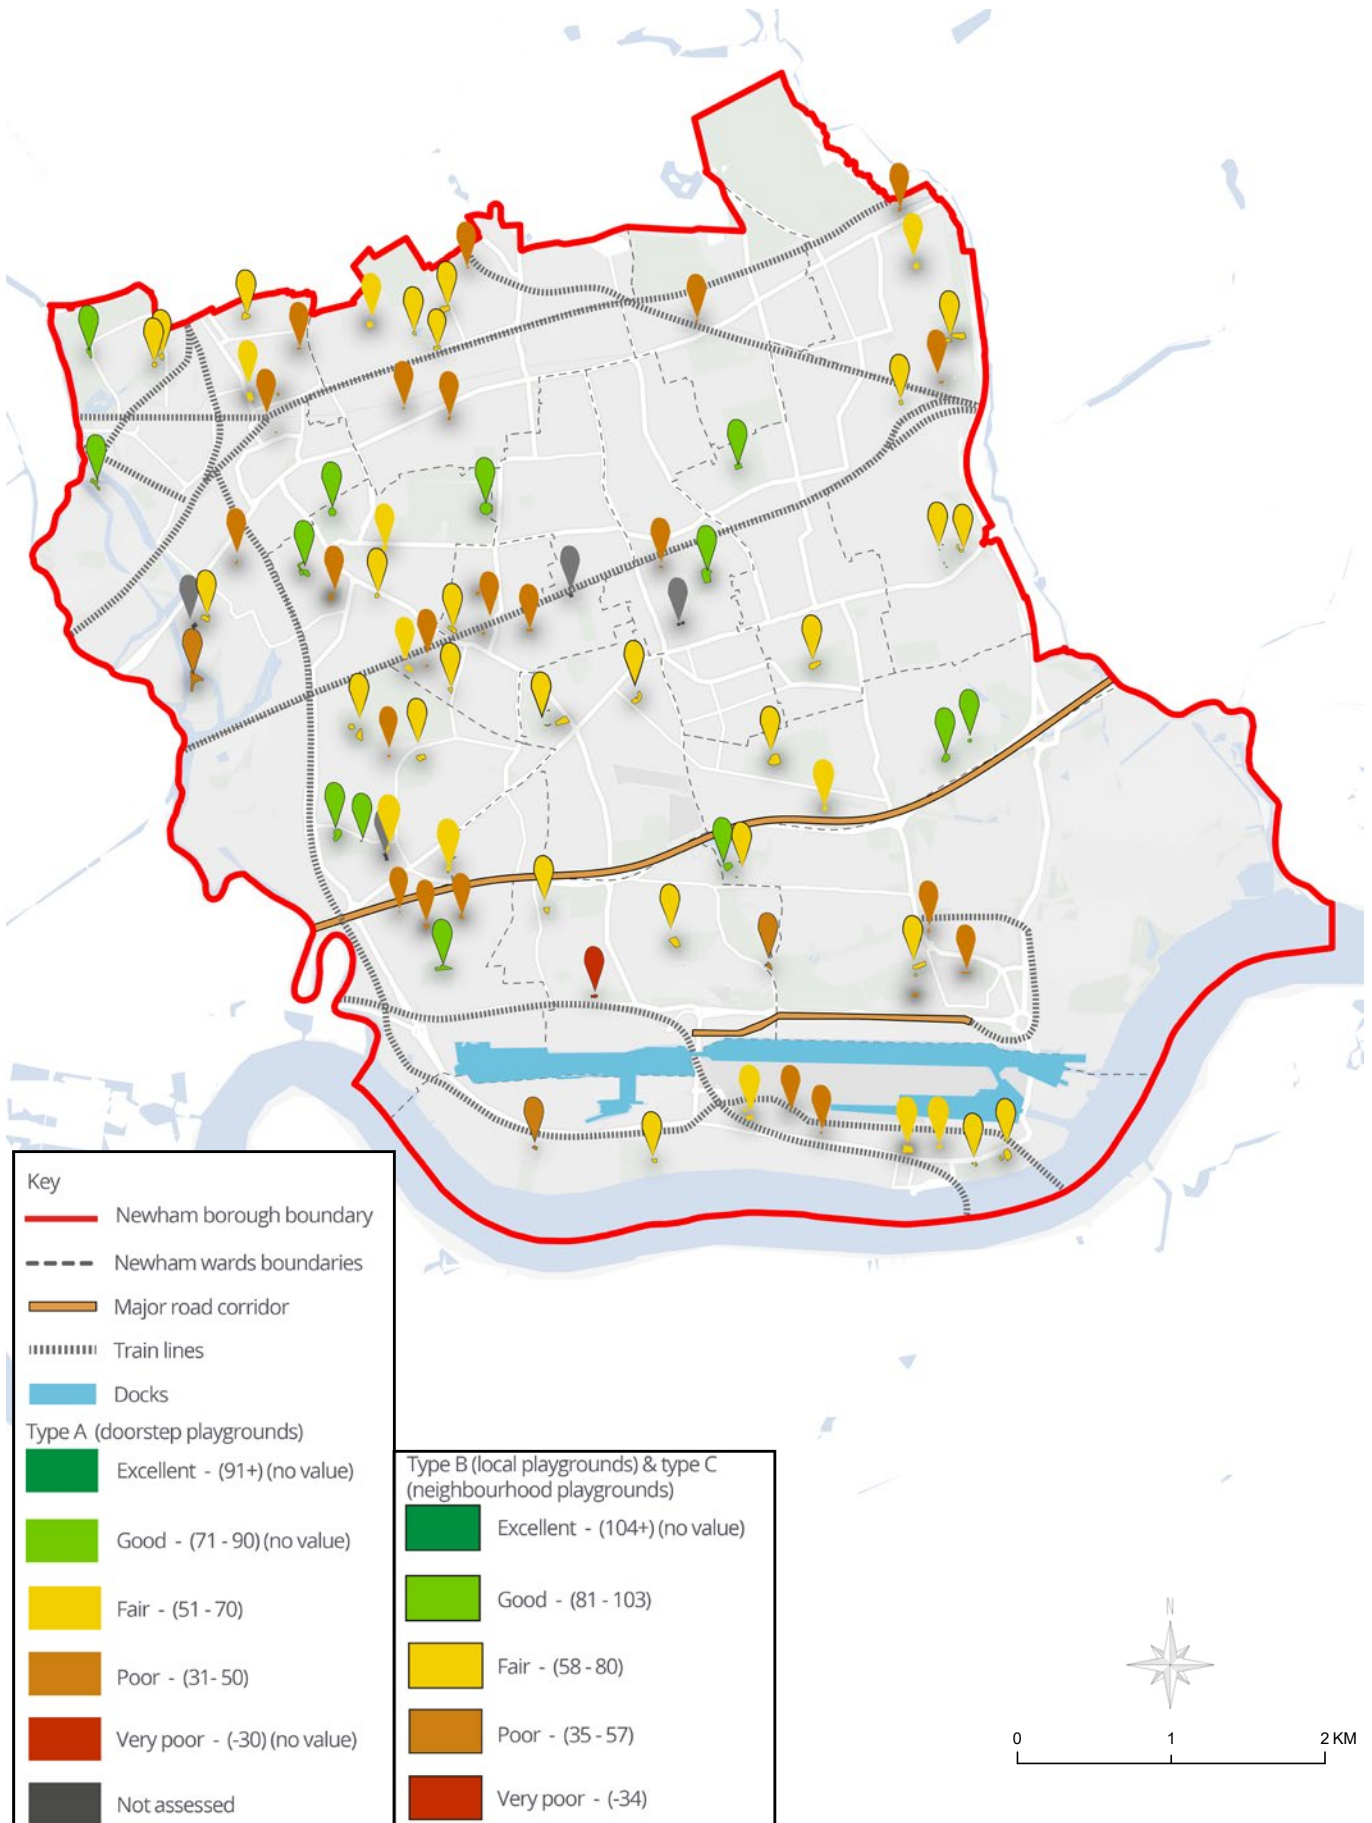 Key
Newham borough boundary
Newham wards boundaries
Major road corridor
Train lines
Docks
Type A (doorstep playgrounds)
Excellent - (91+) (no value)
Good - (71 - 90) (no value)
Fair - (51 - 70)
Poor - (31- 50)
Very poor - (-30) (no value)
Not assessed
Type B (local playgrounds) & type C
(neighbourhood playgrounds)
Excellent - (104+) (no value)
Good - (81 - 103)
Fair - (58 - 80)
Poor - (35 - 57)
Very poor - (-34)
N
0 1 2 KM